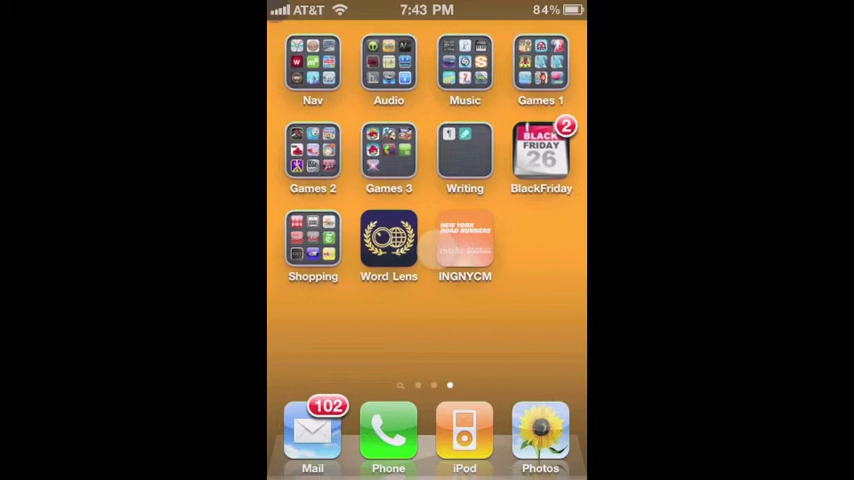 AT&T 7:43 PM 84%
Nav Audio Music Games 1
2
BLACK
FRIDAY
26
Games 2 Games 3 Writing BlackFriday
NEW YORK
ROAD RUNNERS
Shopping Word Lens INGNYCM
102
Mail Phone iPod Photos